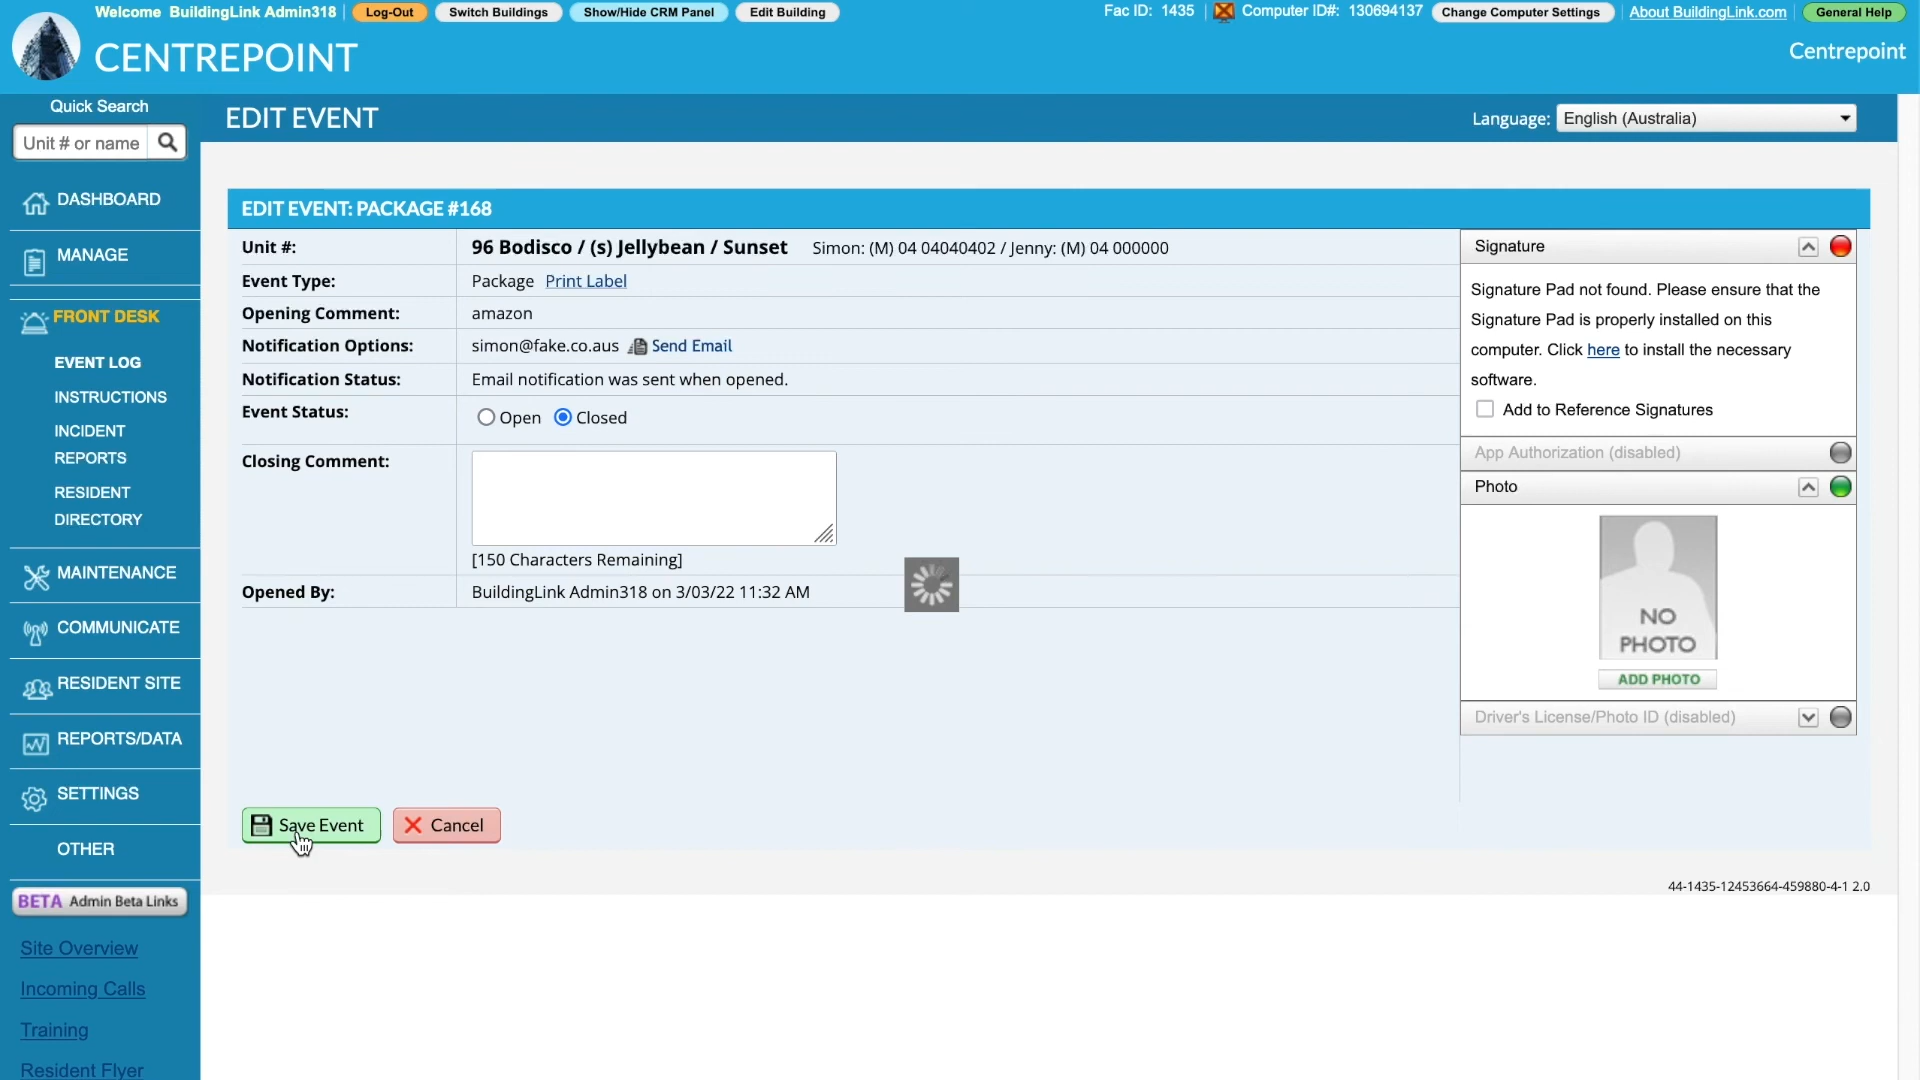 Welcome BuildingLink Admin318 Log-Out Switch Buildings Show/Hide CRM Panel Edit Building Fac ID: 1435 Computer ID#: 130694137 Change Computer Settings About BuildingLink.com General Help
CENTREPOINT
Centrepoint
Quick Search
Unit # or name
DASHBOARD
MANAGE
FRONT DESK
EVENT LOG
INSTRUCTIONS
INCIDENT
REPORTS
RESIDENT
DIRECTORY
MAINTENANCE
COMMUNICATE
RESIDENT SITE
REPORTS/DATA
SETTINGS
OTHER
BETA Admin Beta Links
Site Overview
Incoming Calls
Training
Resident Flyer
EDIT EVENT
Language: English (Australia)
EDIT EVENT: PACKAGE #168
Unit #: 96 Bodisco / (s) Jellybean / Sunset Simon: (M) 04 04040402 / Jenny: (M) 04 000000
Event Type: Package Print Label
Opening Comment: amazon
Notification Options: simon@fake.co.aus Send Email
Notification Status: Email notification was sent when opened.
Event Status: Open Closed
Closing Comment:
[150 Characters Remaining]
Opened By: BuildingLink Admin318 on 3/03/22 11:32 AM
Save Event Cancel
Signature
Signature Pad not found. Please ensure that the
Signature Pad is properly installed on this
computer. Click here to install the necessary
software.
Add to Reference Signatures
App Authorization (disabled)
Photo
NO
PHOTO
ADD PHOTO
Driver's License/Photo ID (disabled)
44-1435-12453664-459880-4-1 2.0